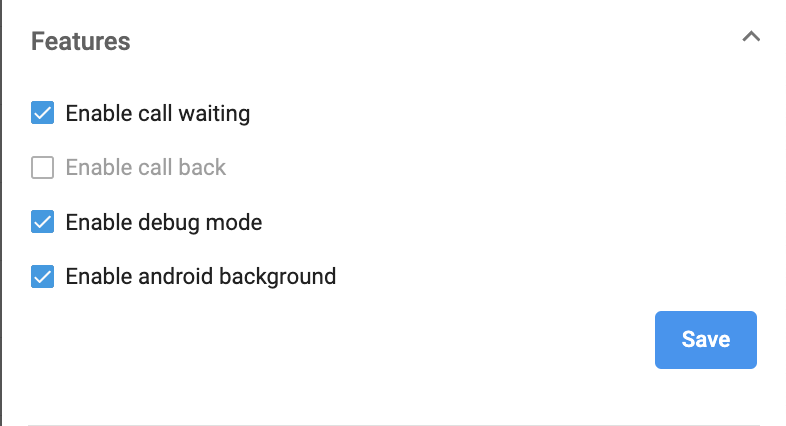 Features
Enable call waiting
Enable call back
Enable debug mode
Enable android background
Save